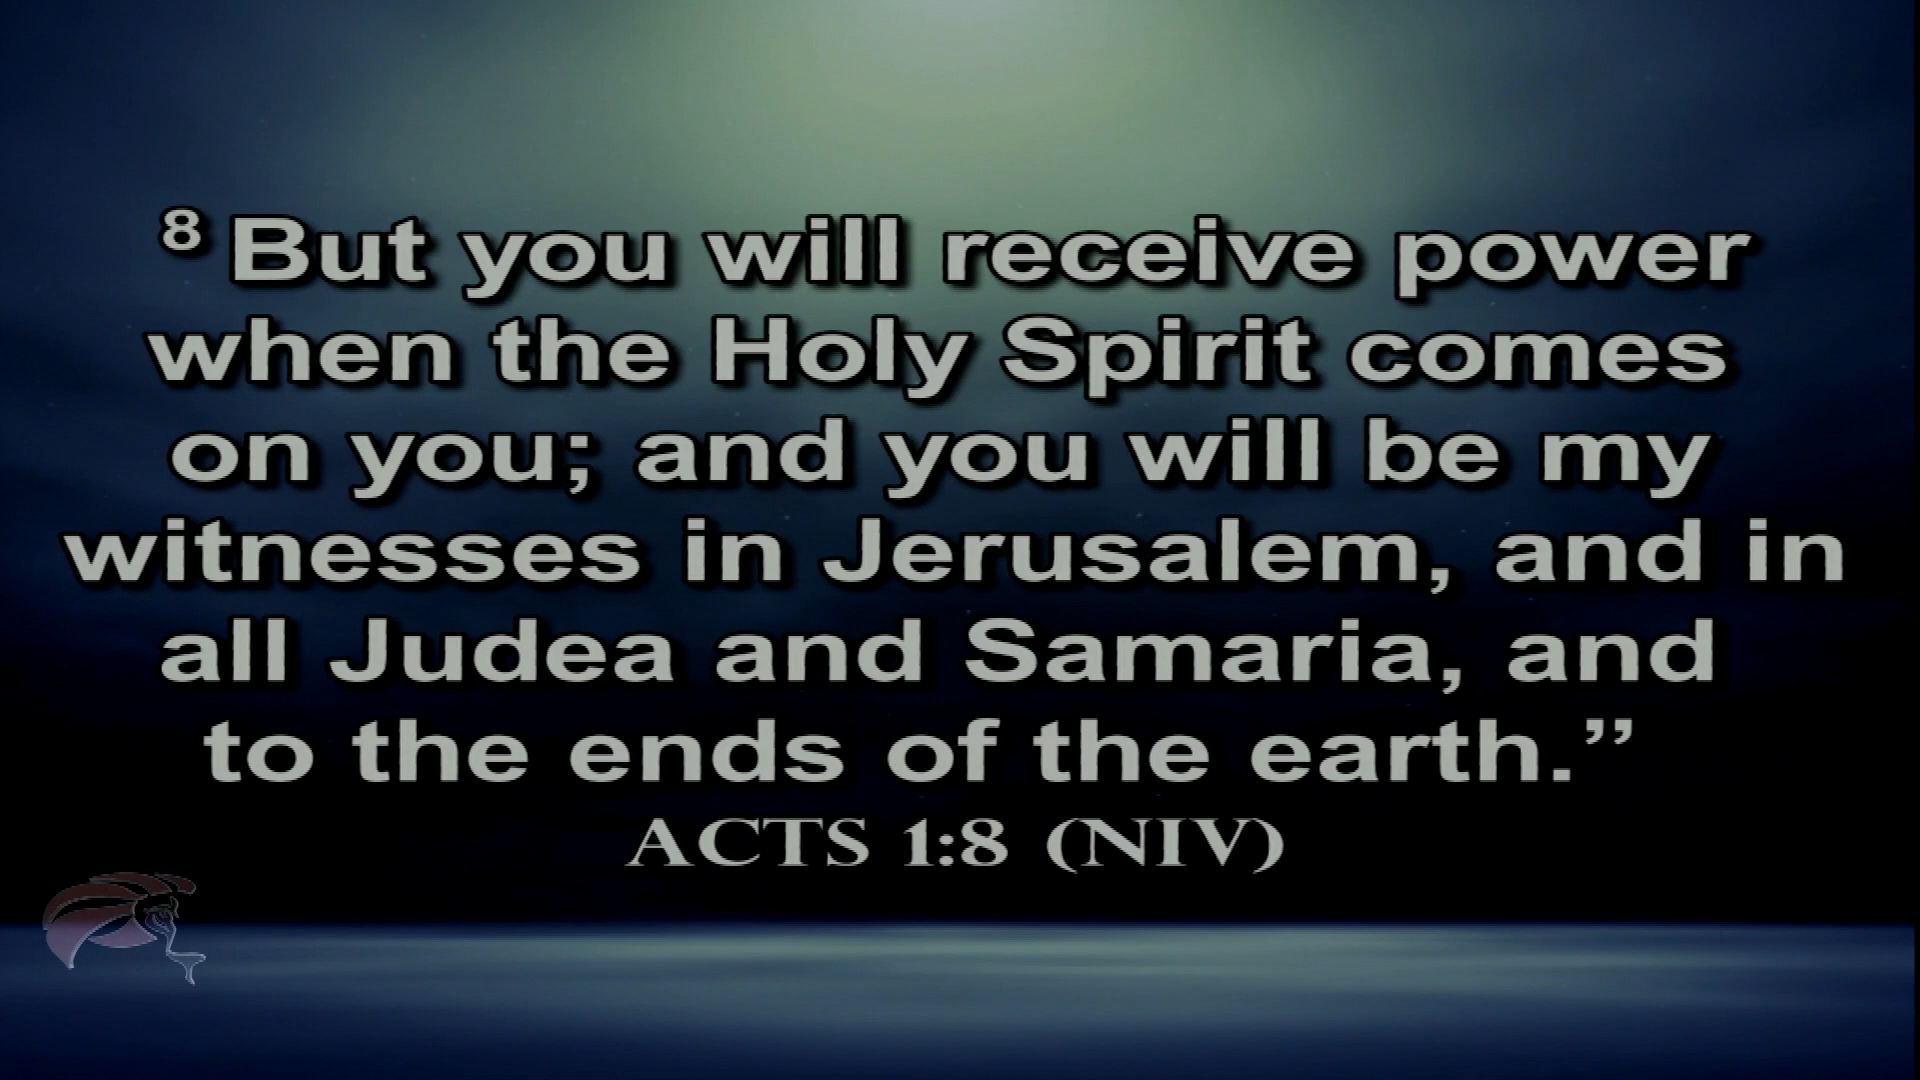 8 But you will receive power
when the Holy Spirit comes
on you; and you will be my
witnesses in Jerusalem, and in
all Judea and Samaria, and
to the ends of the earth.”
ACTS 1:8 (NIV)